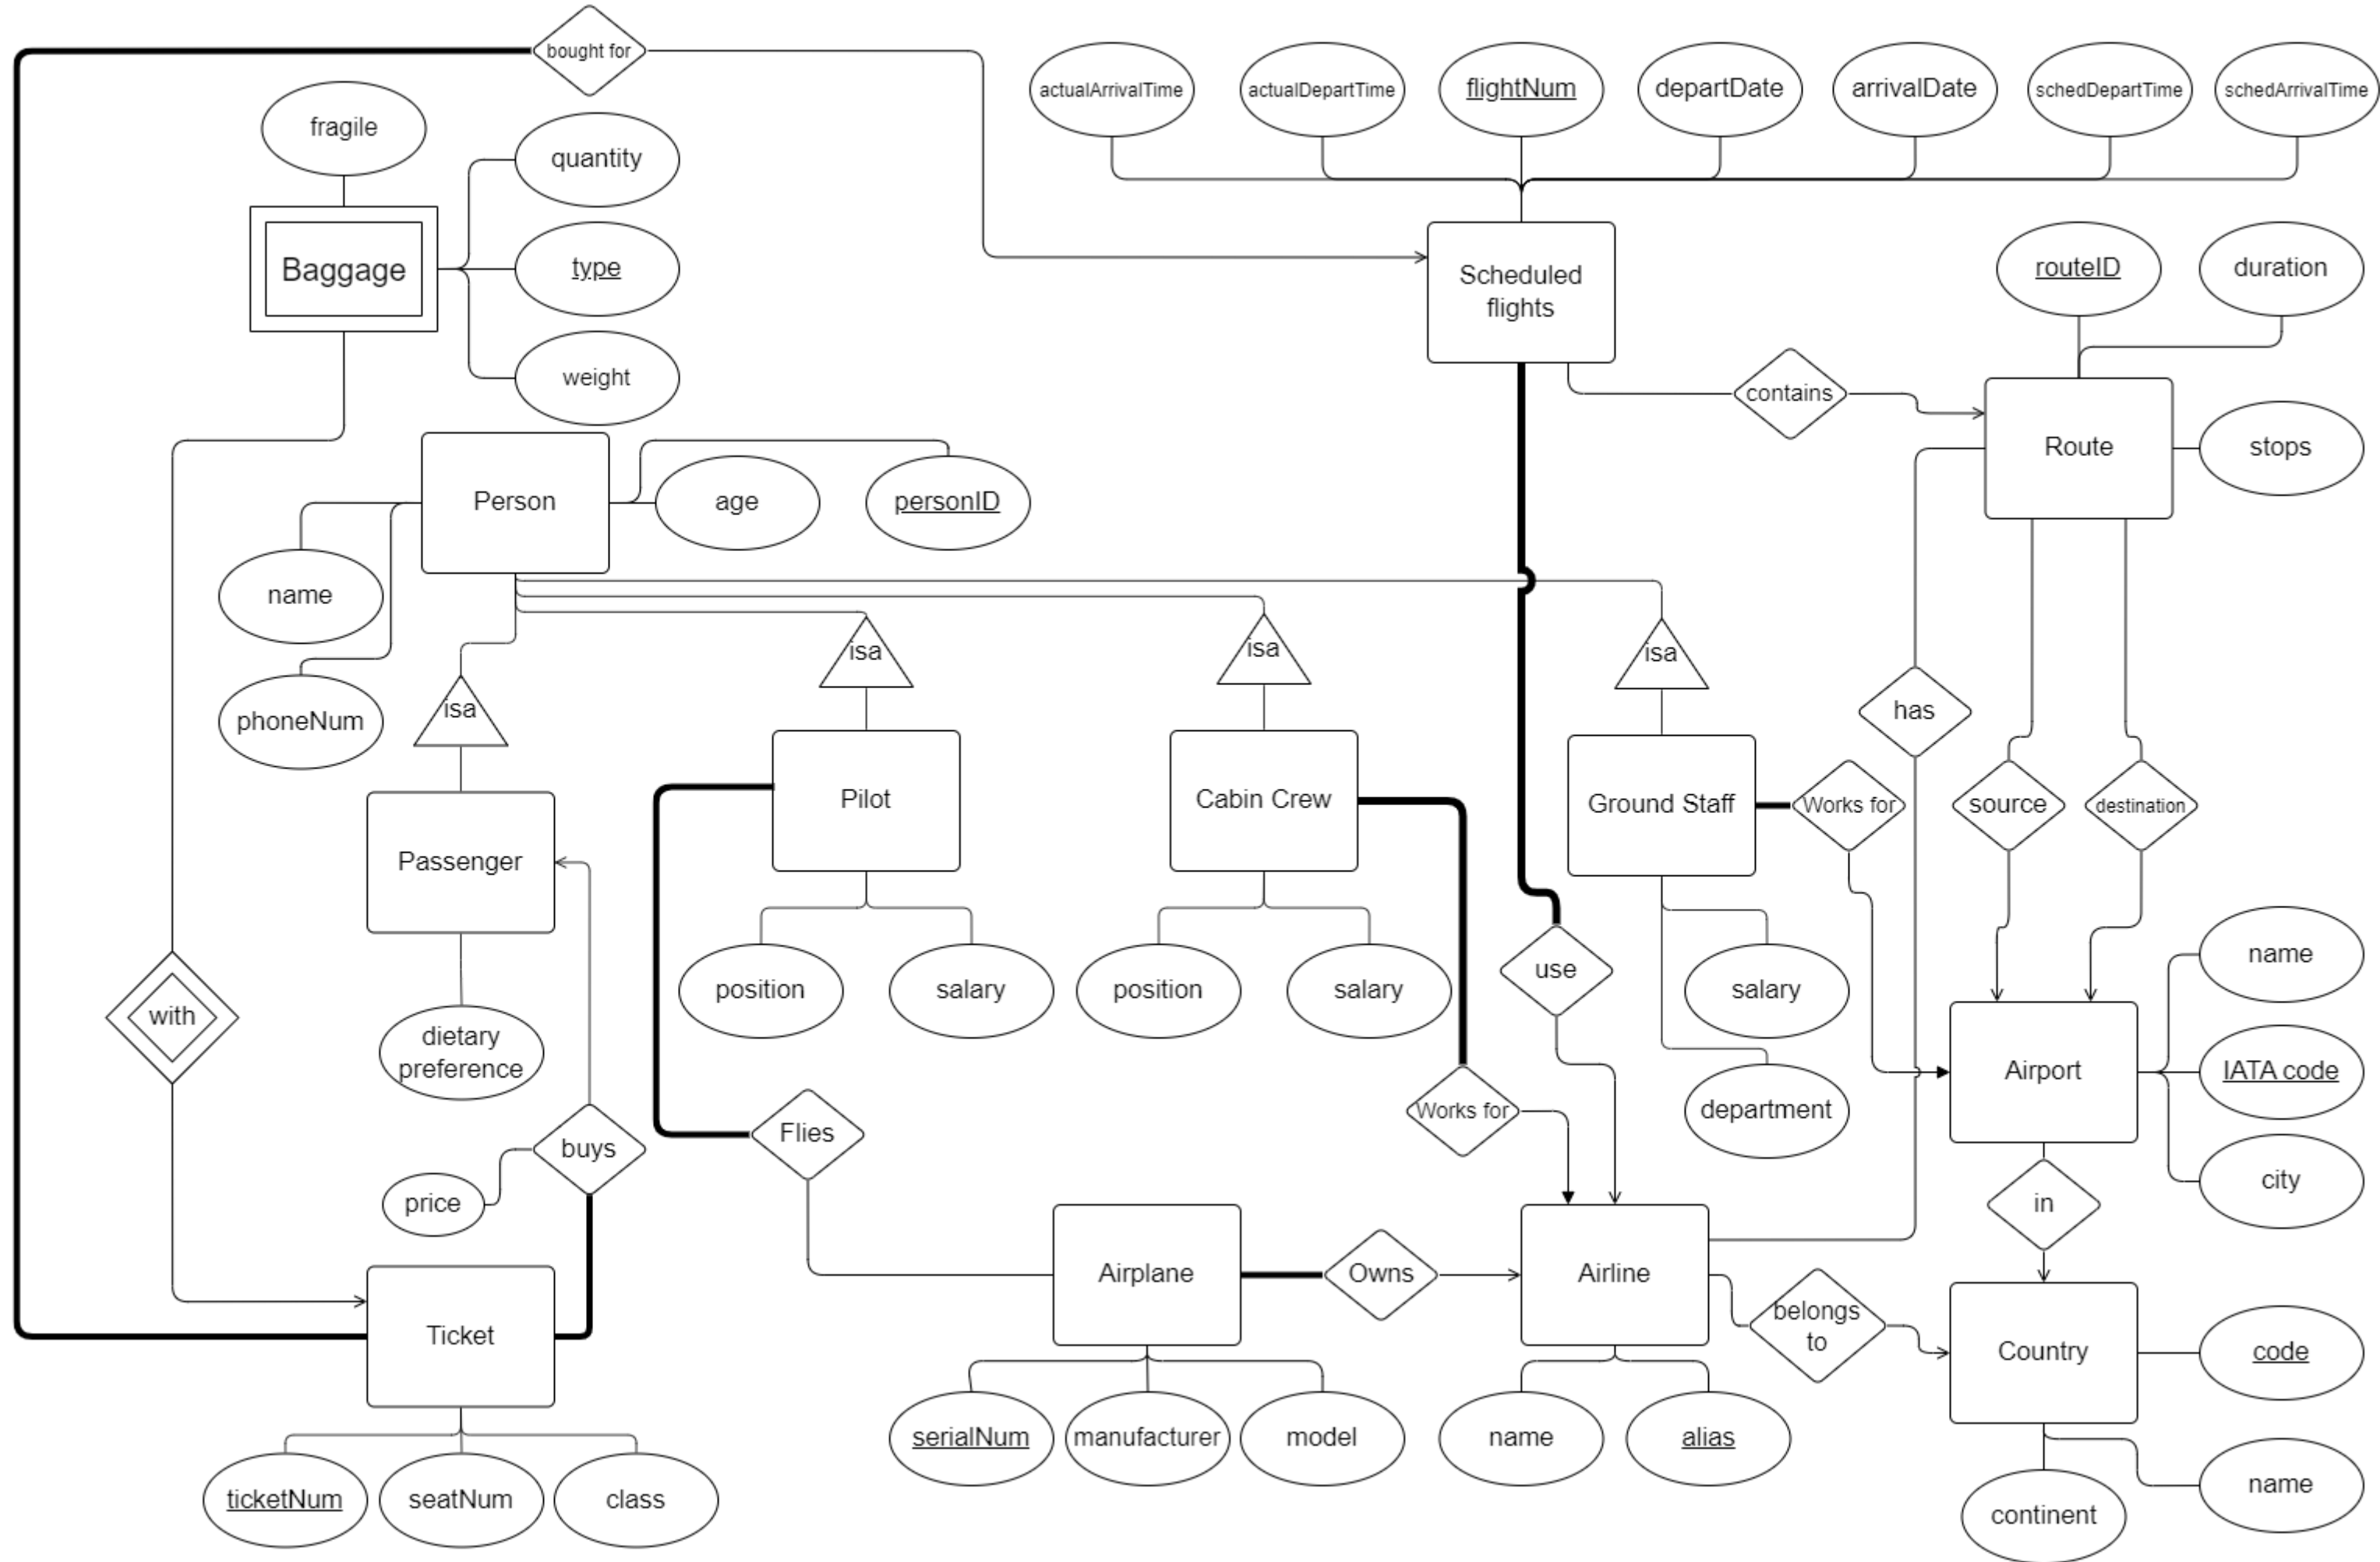 bought for
actualArrivalTime
actualDepartTime
flightNum
departDate
arrivalDate
schedDepartTime
schedArrivalTime
fragile
quantity
Baggage
type
weight
Scheduled
flights
routeID
duration
contains
Route
stops
Person
age
personID
name
phoneNum
isa
isa
isa
isa
has
Passenger
Pilot
Cabin Crew
Ground Staff
Works for
source
destination
dietary
preference
position
salary
position
salary
use
salary
department
name
with
Airport
IATA code
city
buys
price
Flies
Works for
in
Ticket
Airplane
Owns
Airline
belongs
to
Country
code
ticketNum
seatNum
class
serialNum
manufacturer
model
name
alias
continent
name